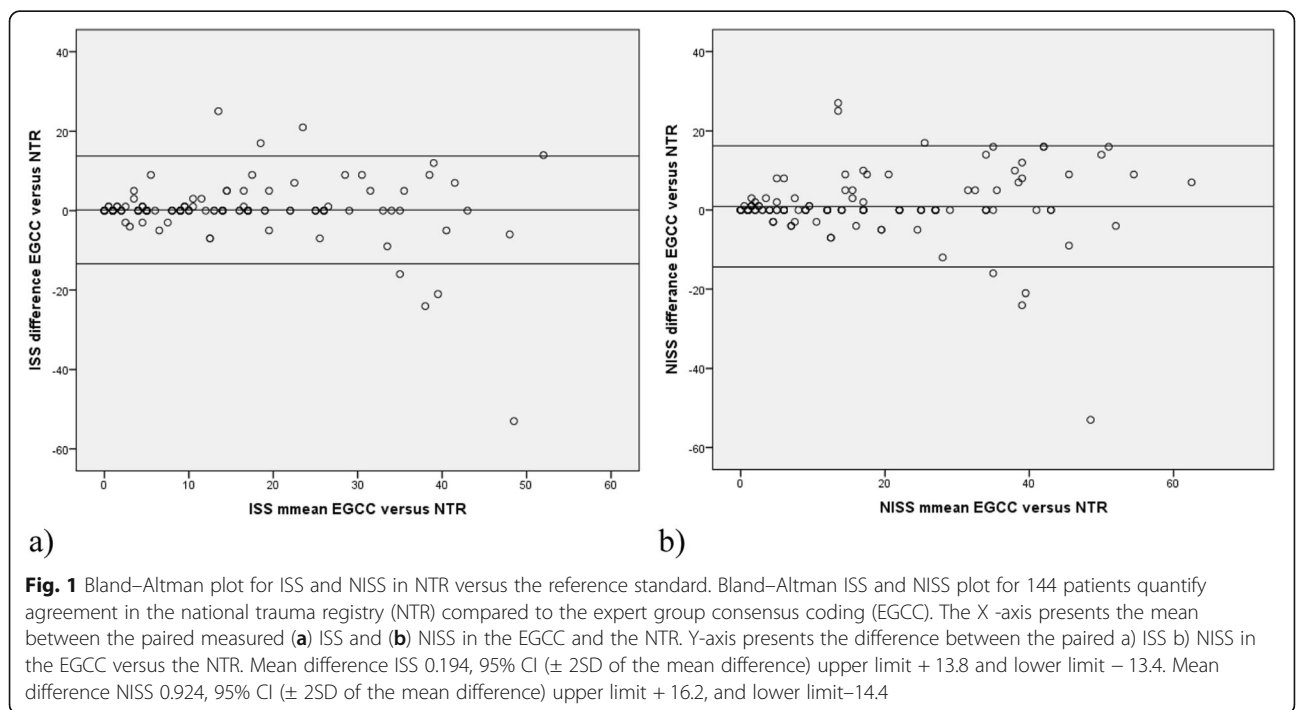 40
20
0
-20
-40
-60
ISS difference EGCC versus NTR
0 10 20 30 40 50 60
ISS mmean EGCC versus NTR
a)
40
20
0
-20
-40
-60
NISS differance EGCC versus NTR
0 20 40 60
NISS mmean EGCC versus NTR
b)
Fig. 1 Bland–Altman plot for ISS and NISS in NTR versus the reference standard. Bland–Altman ISS and NISS plot for 144 patients quantify
agreement in the national trauma registry (NTR) compared to the expert group consensus coding (EGCC). The X -axis presents the mean
between the paired measured (a) ISS and (b) NISS in the EGCC and the NTR. Y-axis presents the difference between the paired a) ISS b) NISS in
the EGCC versus the NTR. Mean difference ISS 0.194, 95% CI (± 2SD of the mean difference) upper limit + 13.8 and lower limit − 13.4. Mean
difference NISS 0.924, 95% CI (± 2SD of the mean difference) upper limit + 16.2, and lower limit–14.4